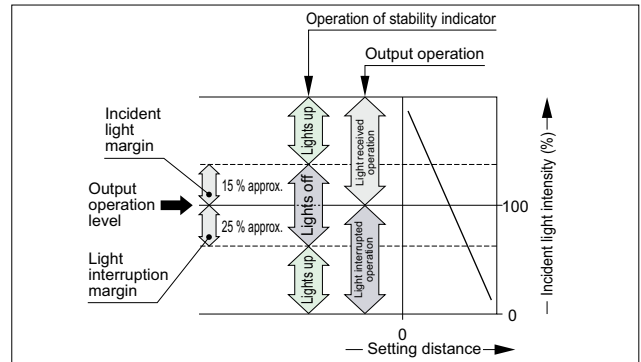 Operation of stability indicator
Output operation
Incident
light
margin
Output
operation
level
Light
interruption
margin
15 % approx.
25 % approx.
Lights up
Lights off
Lights up
Light received
operation
Light interrupted
operation
100
0
0
Setting distance
Incident light intensity (%)